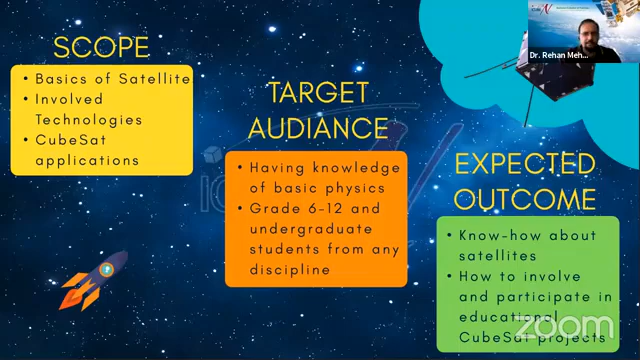 SCOPE
• Basics of Satellite
• Involved
Technologies
• CubeSat
applications
TARGET
AUDIANCE
• Having knowledge
of basic physics
• Grade 6-12 and
undergraduate
students from any
discipline
EXPECTED
OUTCOME
• Know-how about
satellites
• How to involve
and participate in
educational
CubeSat projects
zoom
Dr. Rehan Meh...